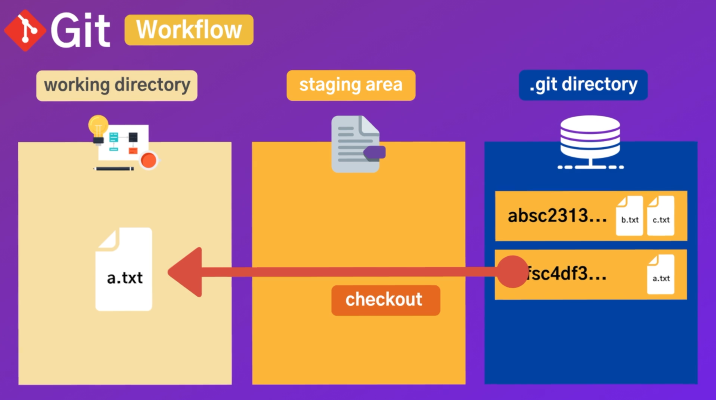 Git Workflow
working directory
staging area
.git directory
absc2313...
b.txt
c.txt
fsc4df3...
a.txt
a.txt
checkout